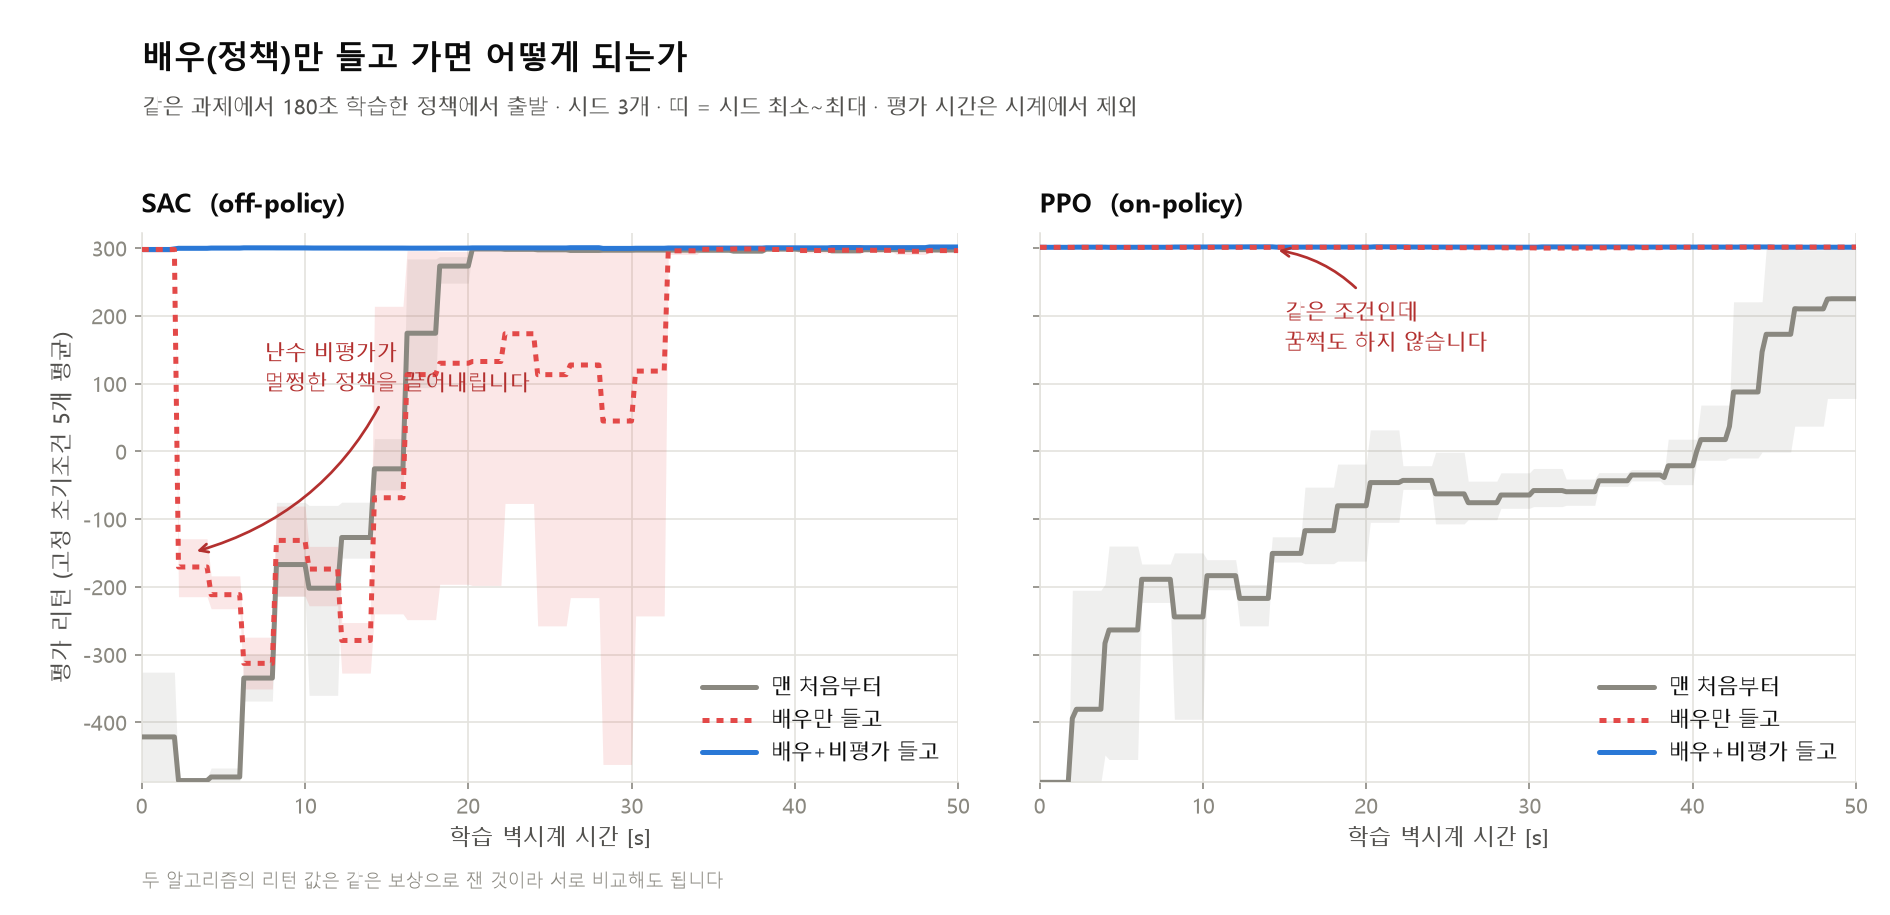 배우(정책)만 들고 가면 어떻게 되는가
같은 과제에서 180초 학습한 정책에서 출발 · 시드 3개 · 띠 = 시드 최소~최대 · 평가 시간은 시계에서 제외
SAC (off-policy)
평가 리턴 (고정 초기조건 5개 평균)
300
200
100
0
-100
-200
-300
-400
난수 비평가가
멀쩡한 정책을 끌어내립니다
맨 처음부터
배우만 들고
배우+비평가 들고
0 10 20 30 40 50
학습 벽시계 시간 [s]
PPO (on-policy)
같은 조건인데
꿈쩍도 하지 않습니다
맨 처음부터
배우만 들고
배우+비평가 들고
0 10 20 30 40 50
학습 벽시계 시간 [s]
두 알고리즘의 리턴 값은 같은 보상으로 잰 것이라 서로 비교해도 됩니다